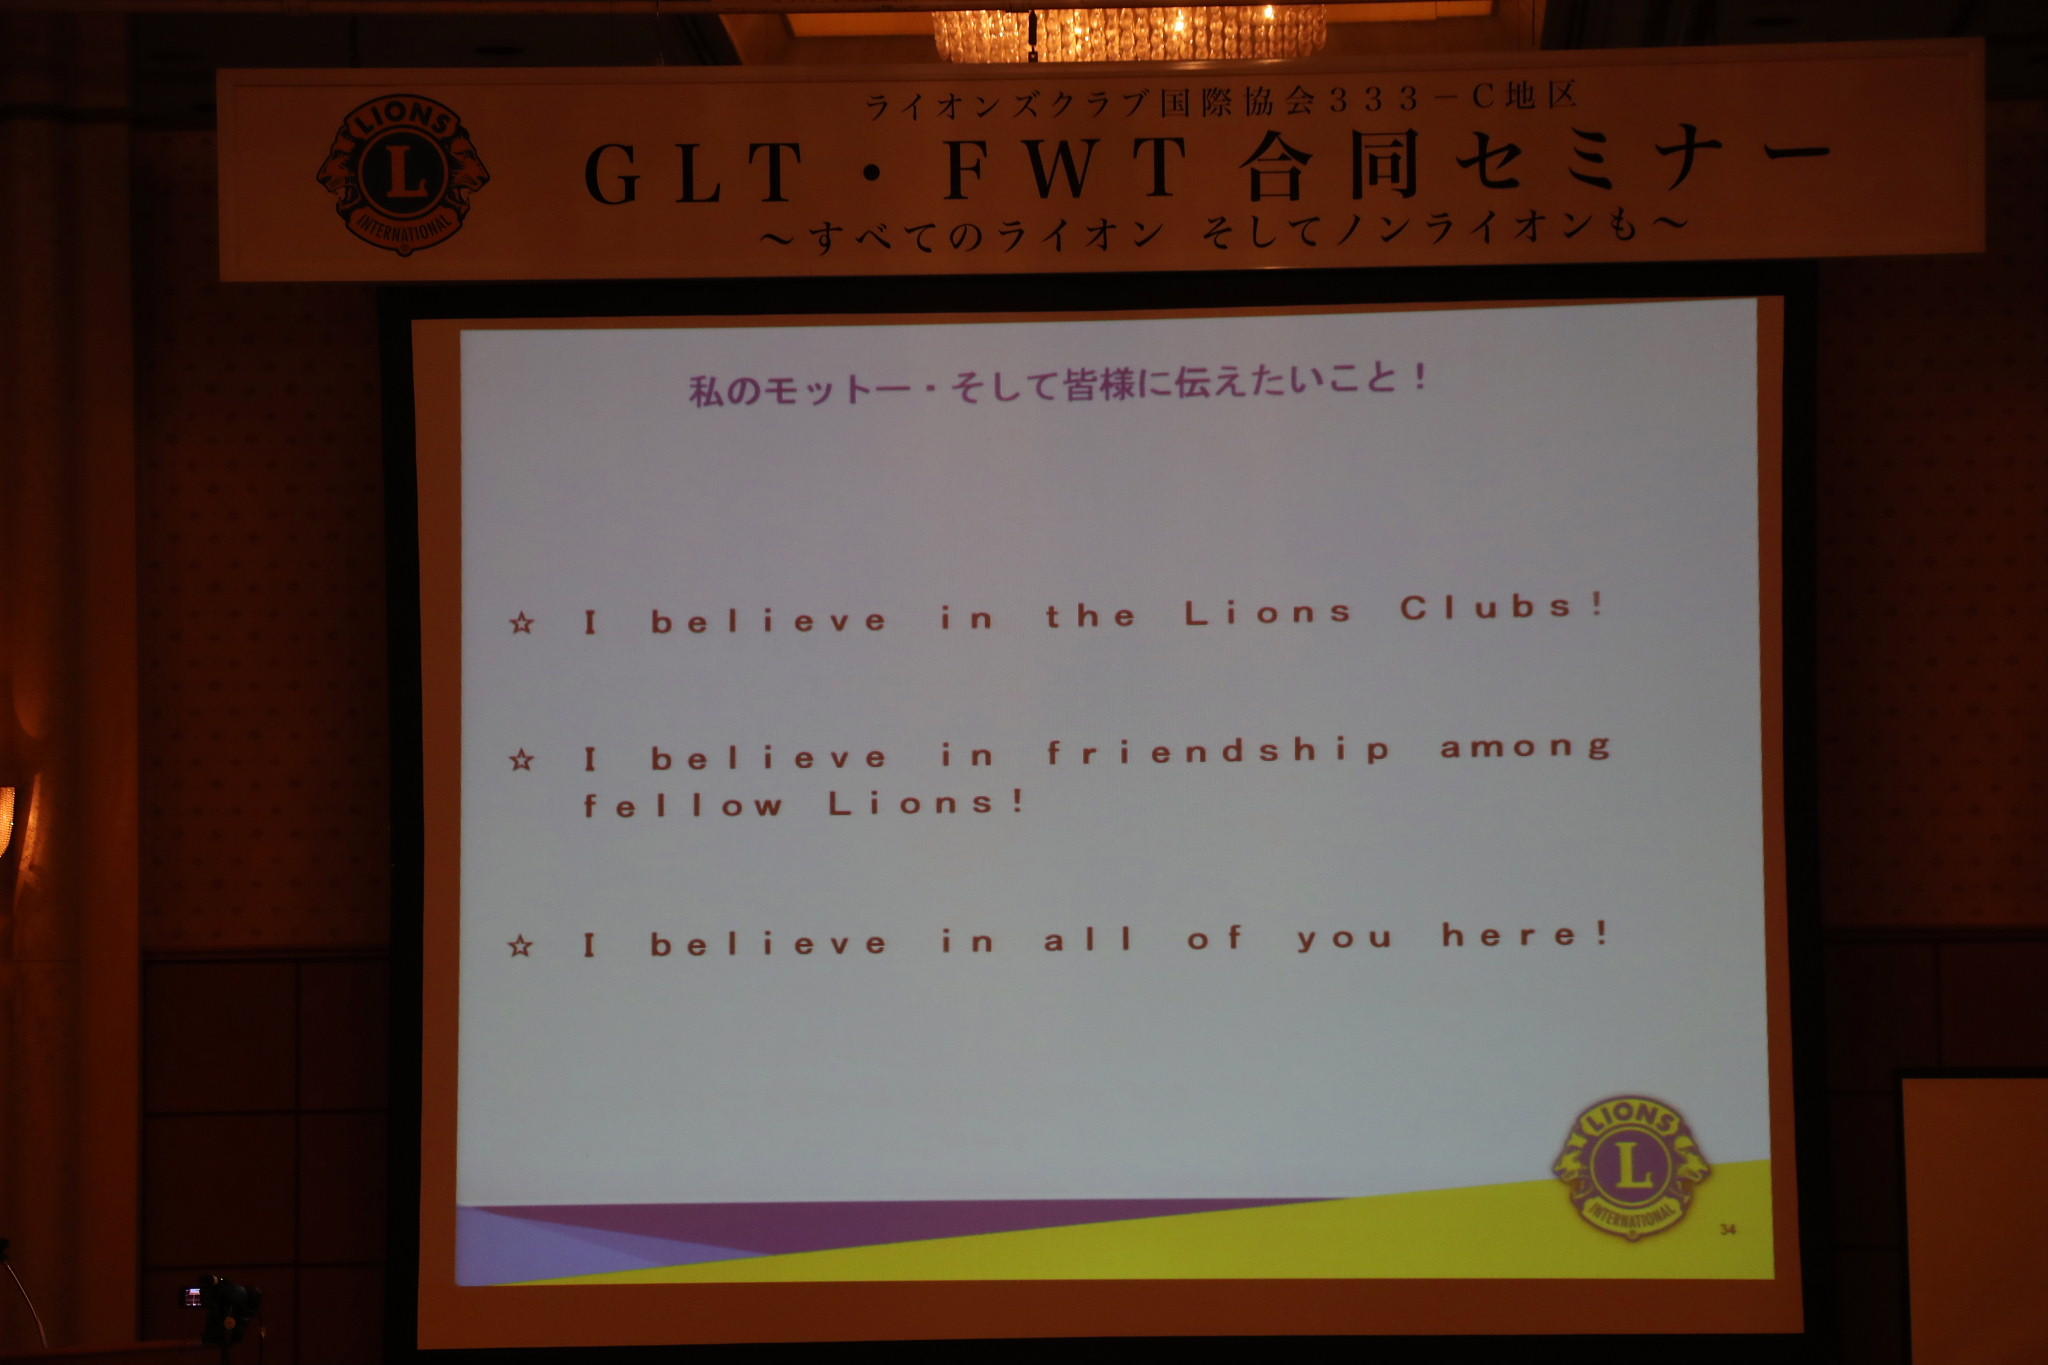 ライオンズクラブ国際協会333-C地区
LIONS
L
INTERNATIONAL
GLT・FWT合同セミナー
～すべてのライオン そしてノンライオンも～
私のモットー・そして皆様に伝えたいこと！
☆ I believe in the Lions Clubs!
☆ I believe in friendship among
fellow Lions!
☆ I believe in all of you here!
LIONS
L
INTERNATIONAL
34